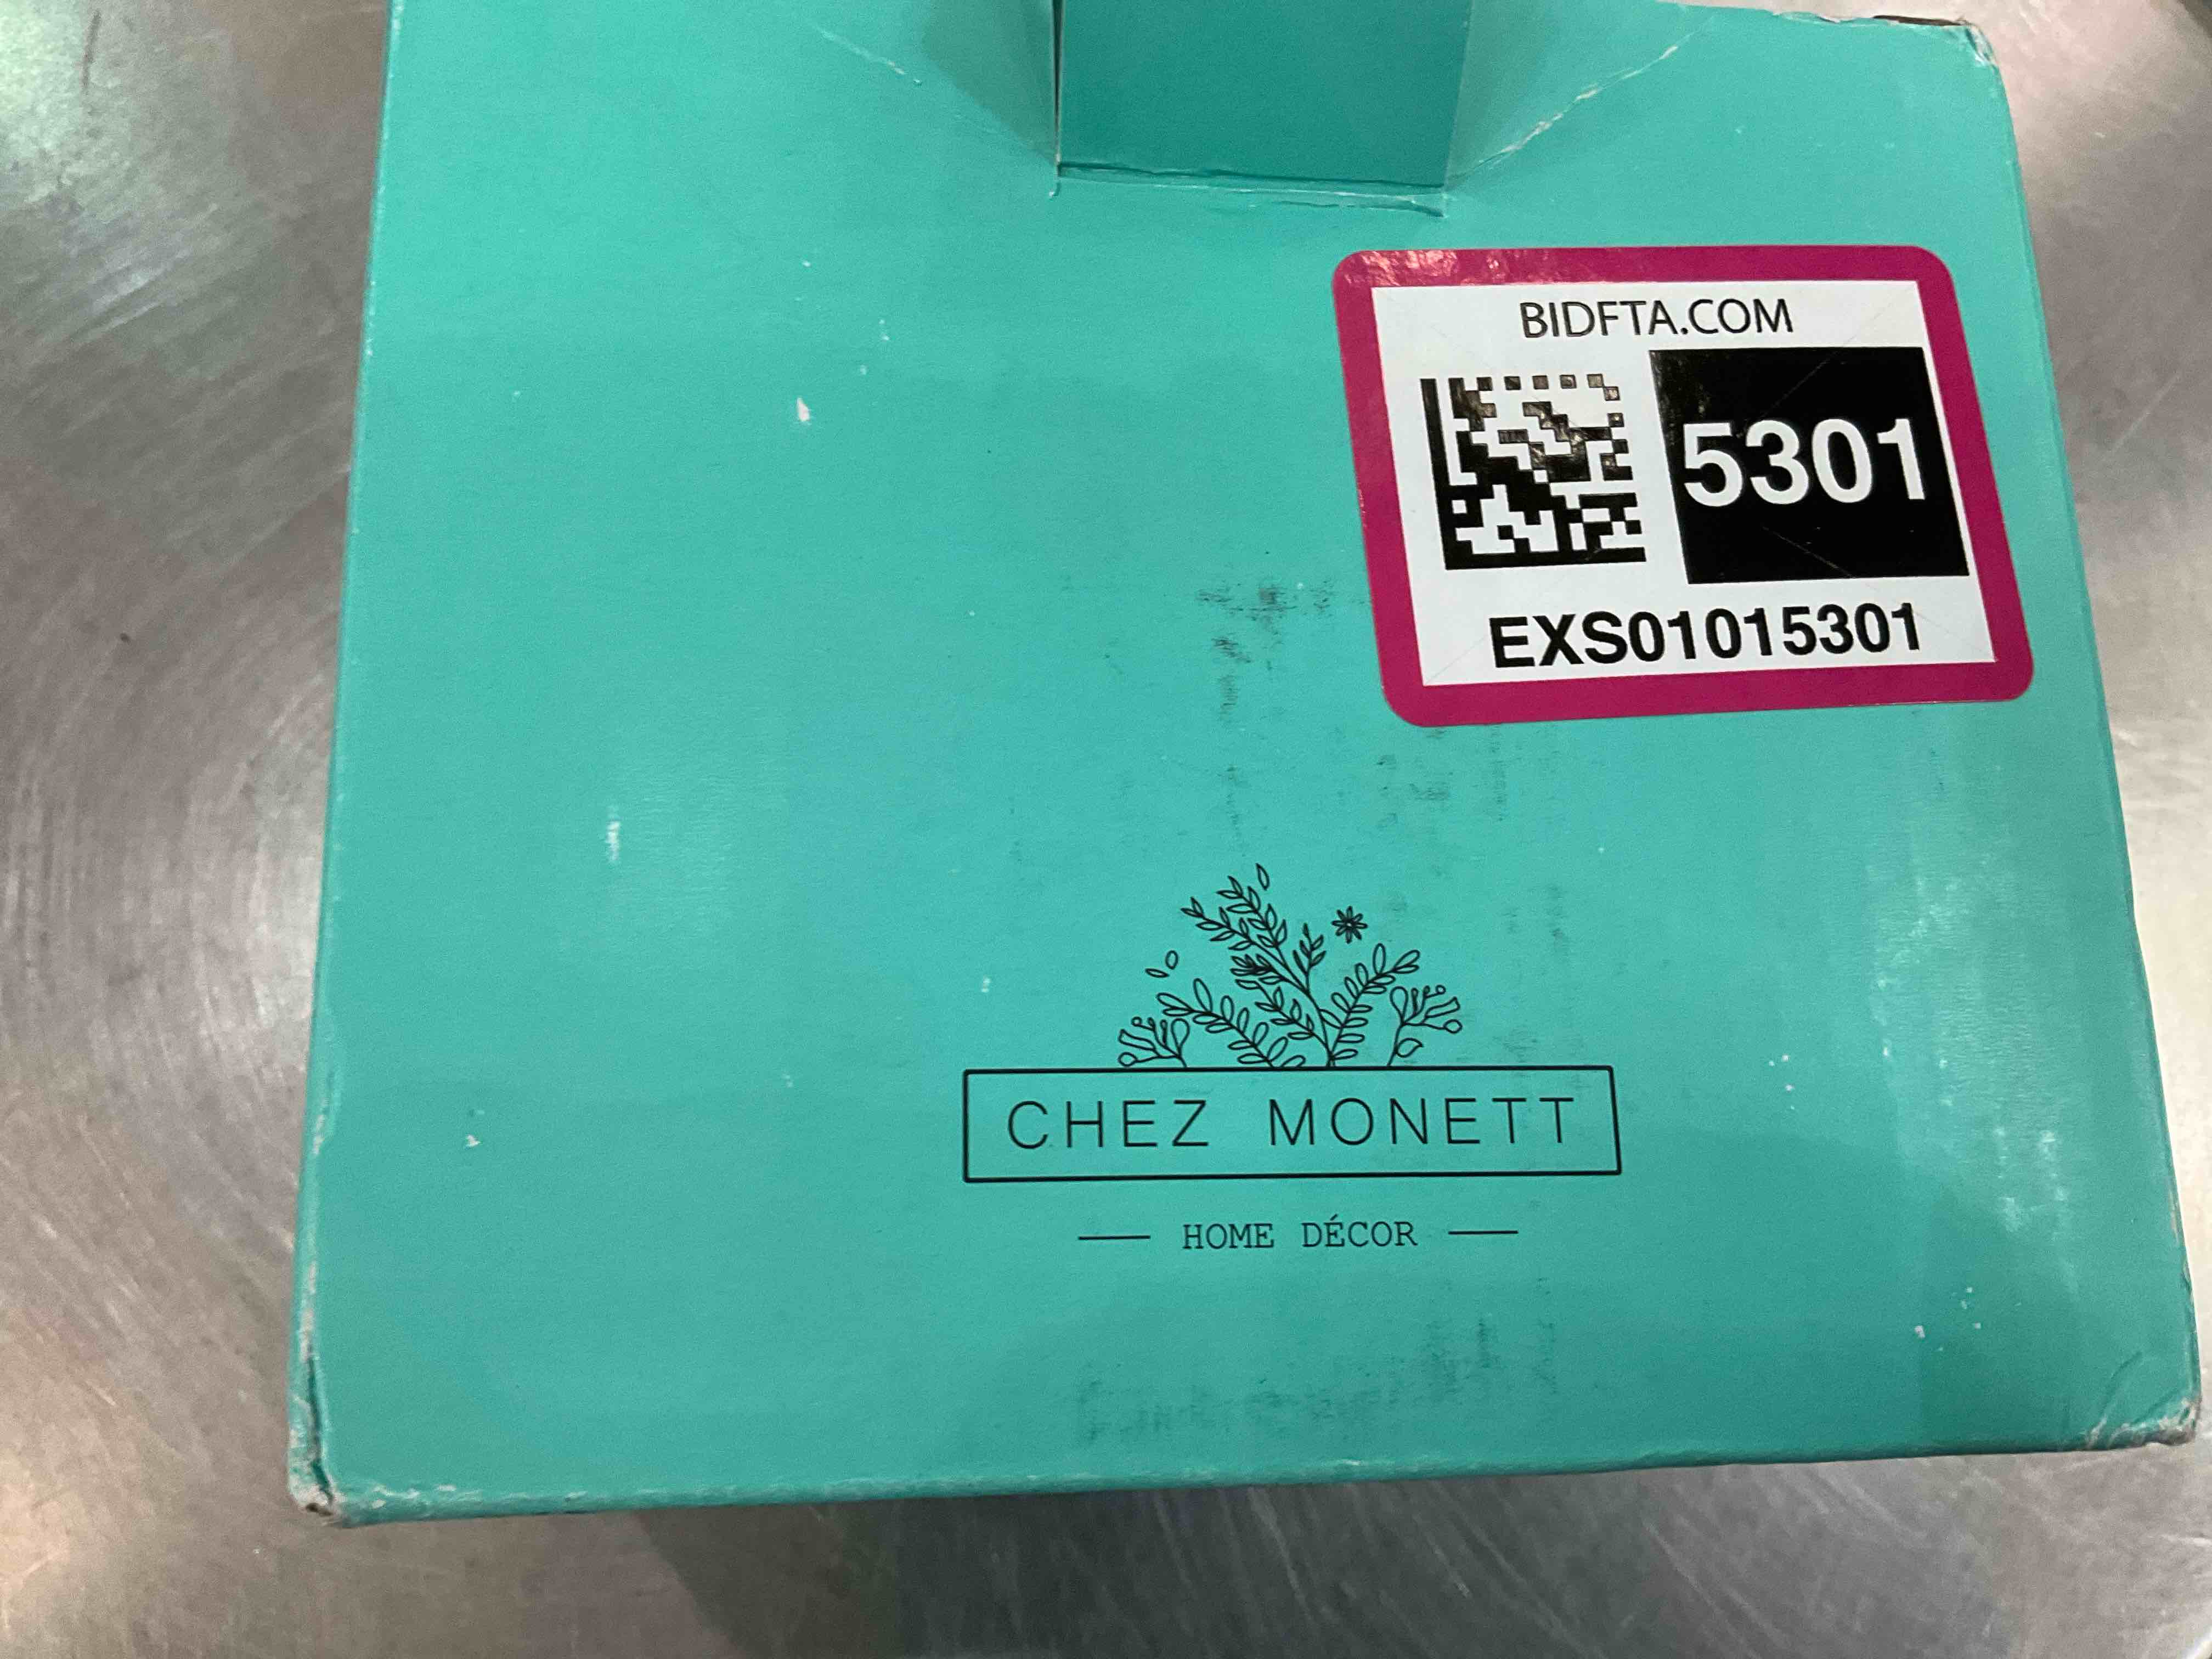 BIDFTA.COM
5301
EXS01015301
CHEZ MONETT
HOME DÉCOR